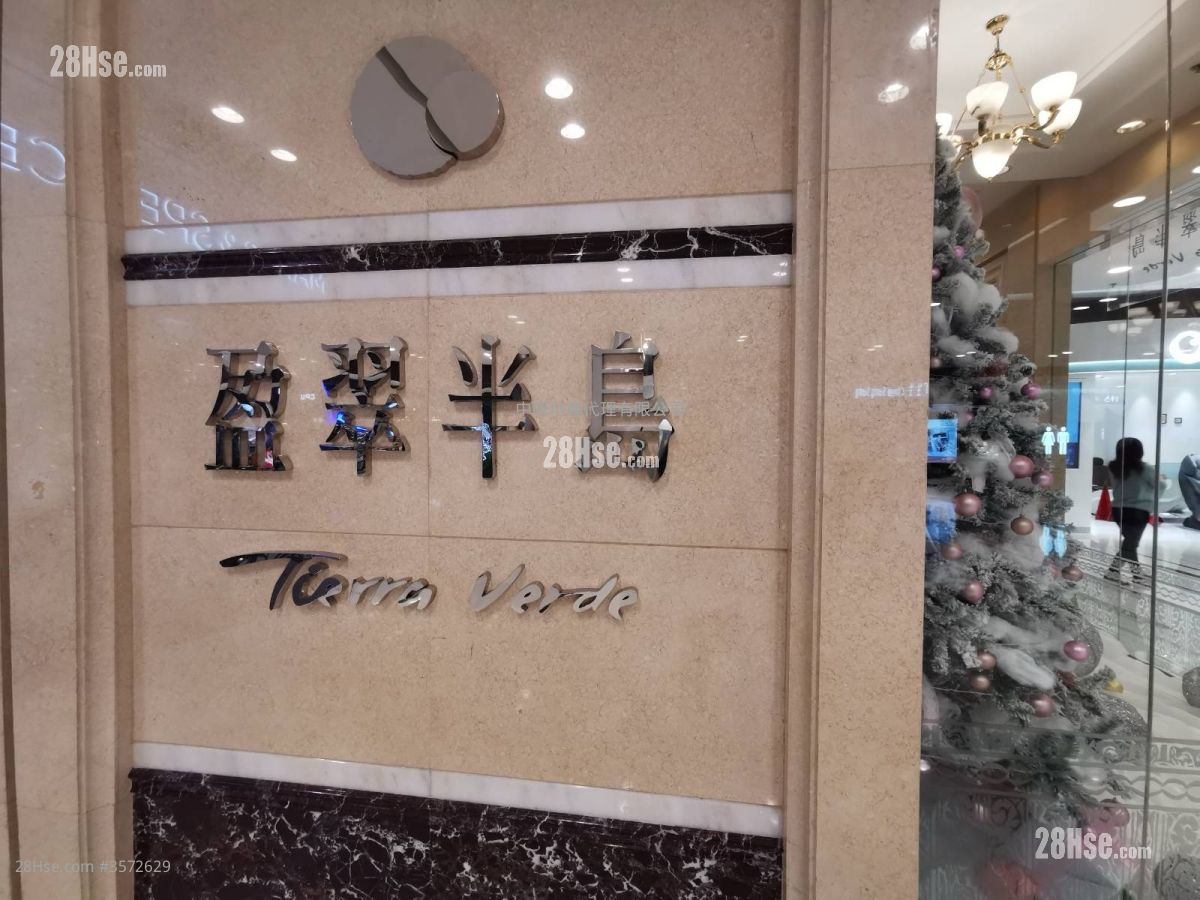 28Hse.com
盈翠半島
28Hse.com
Tierra Verde
28Hse.com #3572629
28Hse.com